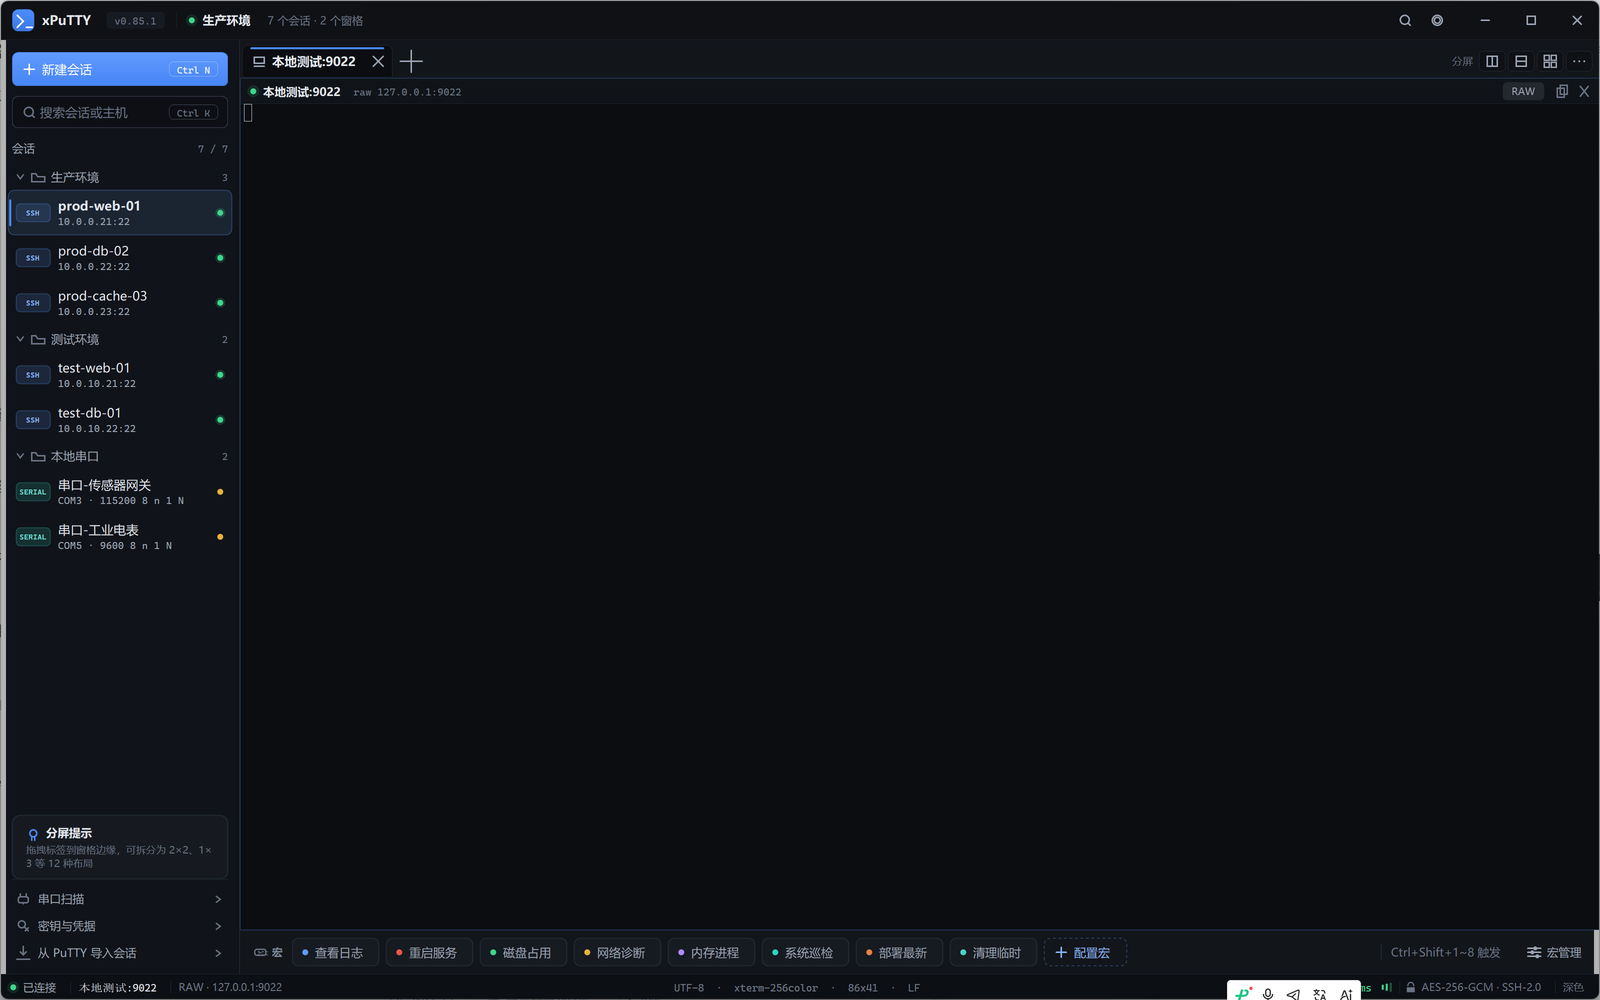 xPuTTY v0.85.1 生产环境 7 个会话 · 2 个窗格
新建会话 Ctrl N
搜索会话或主机 Ctrl K
会话 7 / 7
生产环境 3
SSH prod-web-01
10.0.0.21:22
SSH prod-db-02
10.0.0.22:22
SSH prod-cache-03
10.0.0.23:22
测试环境 2
SSH test-web-01
10.0.10.21:22
SSH test-db-01
10.0.10.22:22
本地串口 2
SERIAL 串口-传感器网关
COM3 · 115200 8 n 1 N
SERIAL 串口-工业电表
COM5 · 9600 8 n 1 N
分屏提示
拖拽标签到窗格边缘，可拆分为 2×2、1×
3 等 12 种布局
串口扫描
密钥与凭据
从 PuTTY 导入会话
本地测试:9022
分屏
本地测试:9022 raw 127.0.0.1:9022 RAW
宏 查看日志 重启服务 磁盘占用 网络诊断 内存进程 系统巡检 部署最新 清理临时 配置宏 Ctrl+Shift+1~8 触发 宏管理
已连接 本地测试:9022 RAW · 127.0.0.1:9022 UTF-8 · xterm-256color · 86x41 · LF ms AES-256-GCM · SSH-2.0 深色